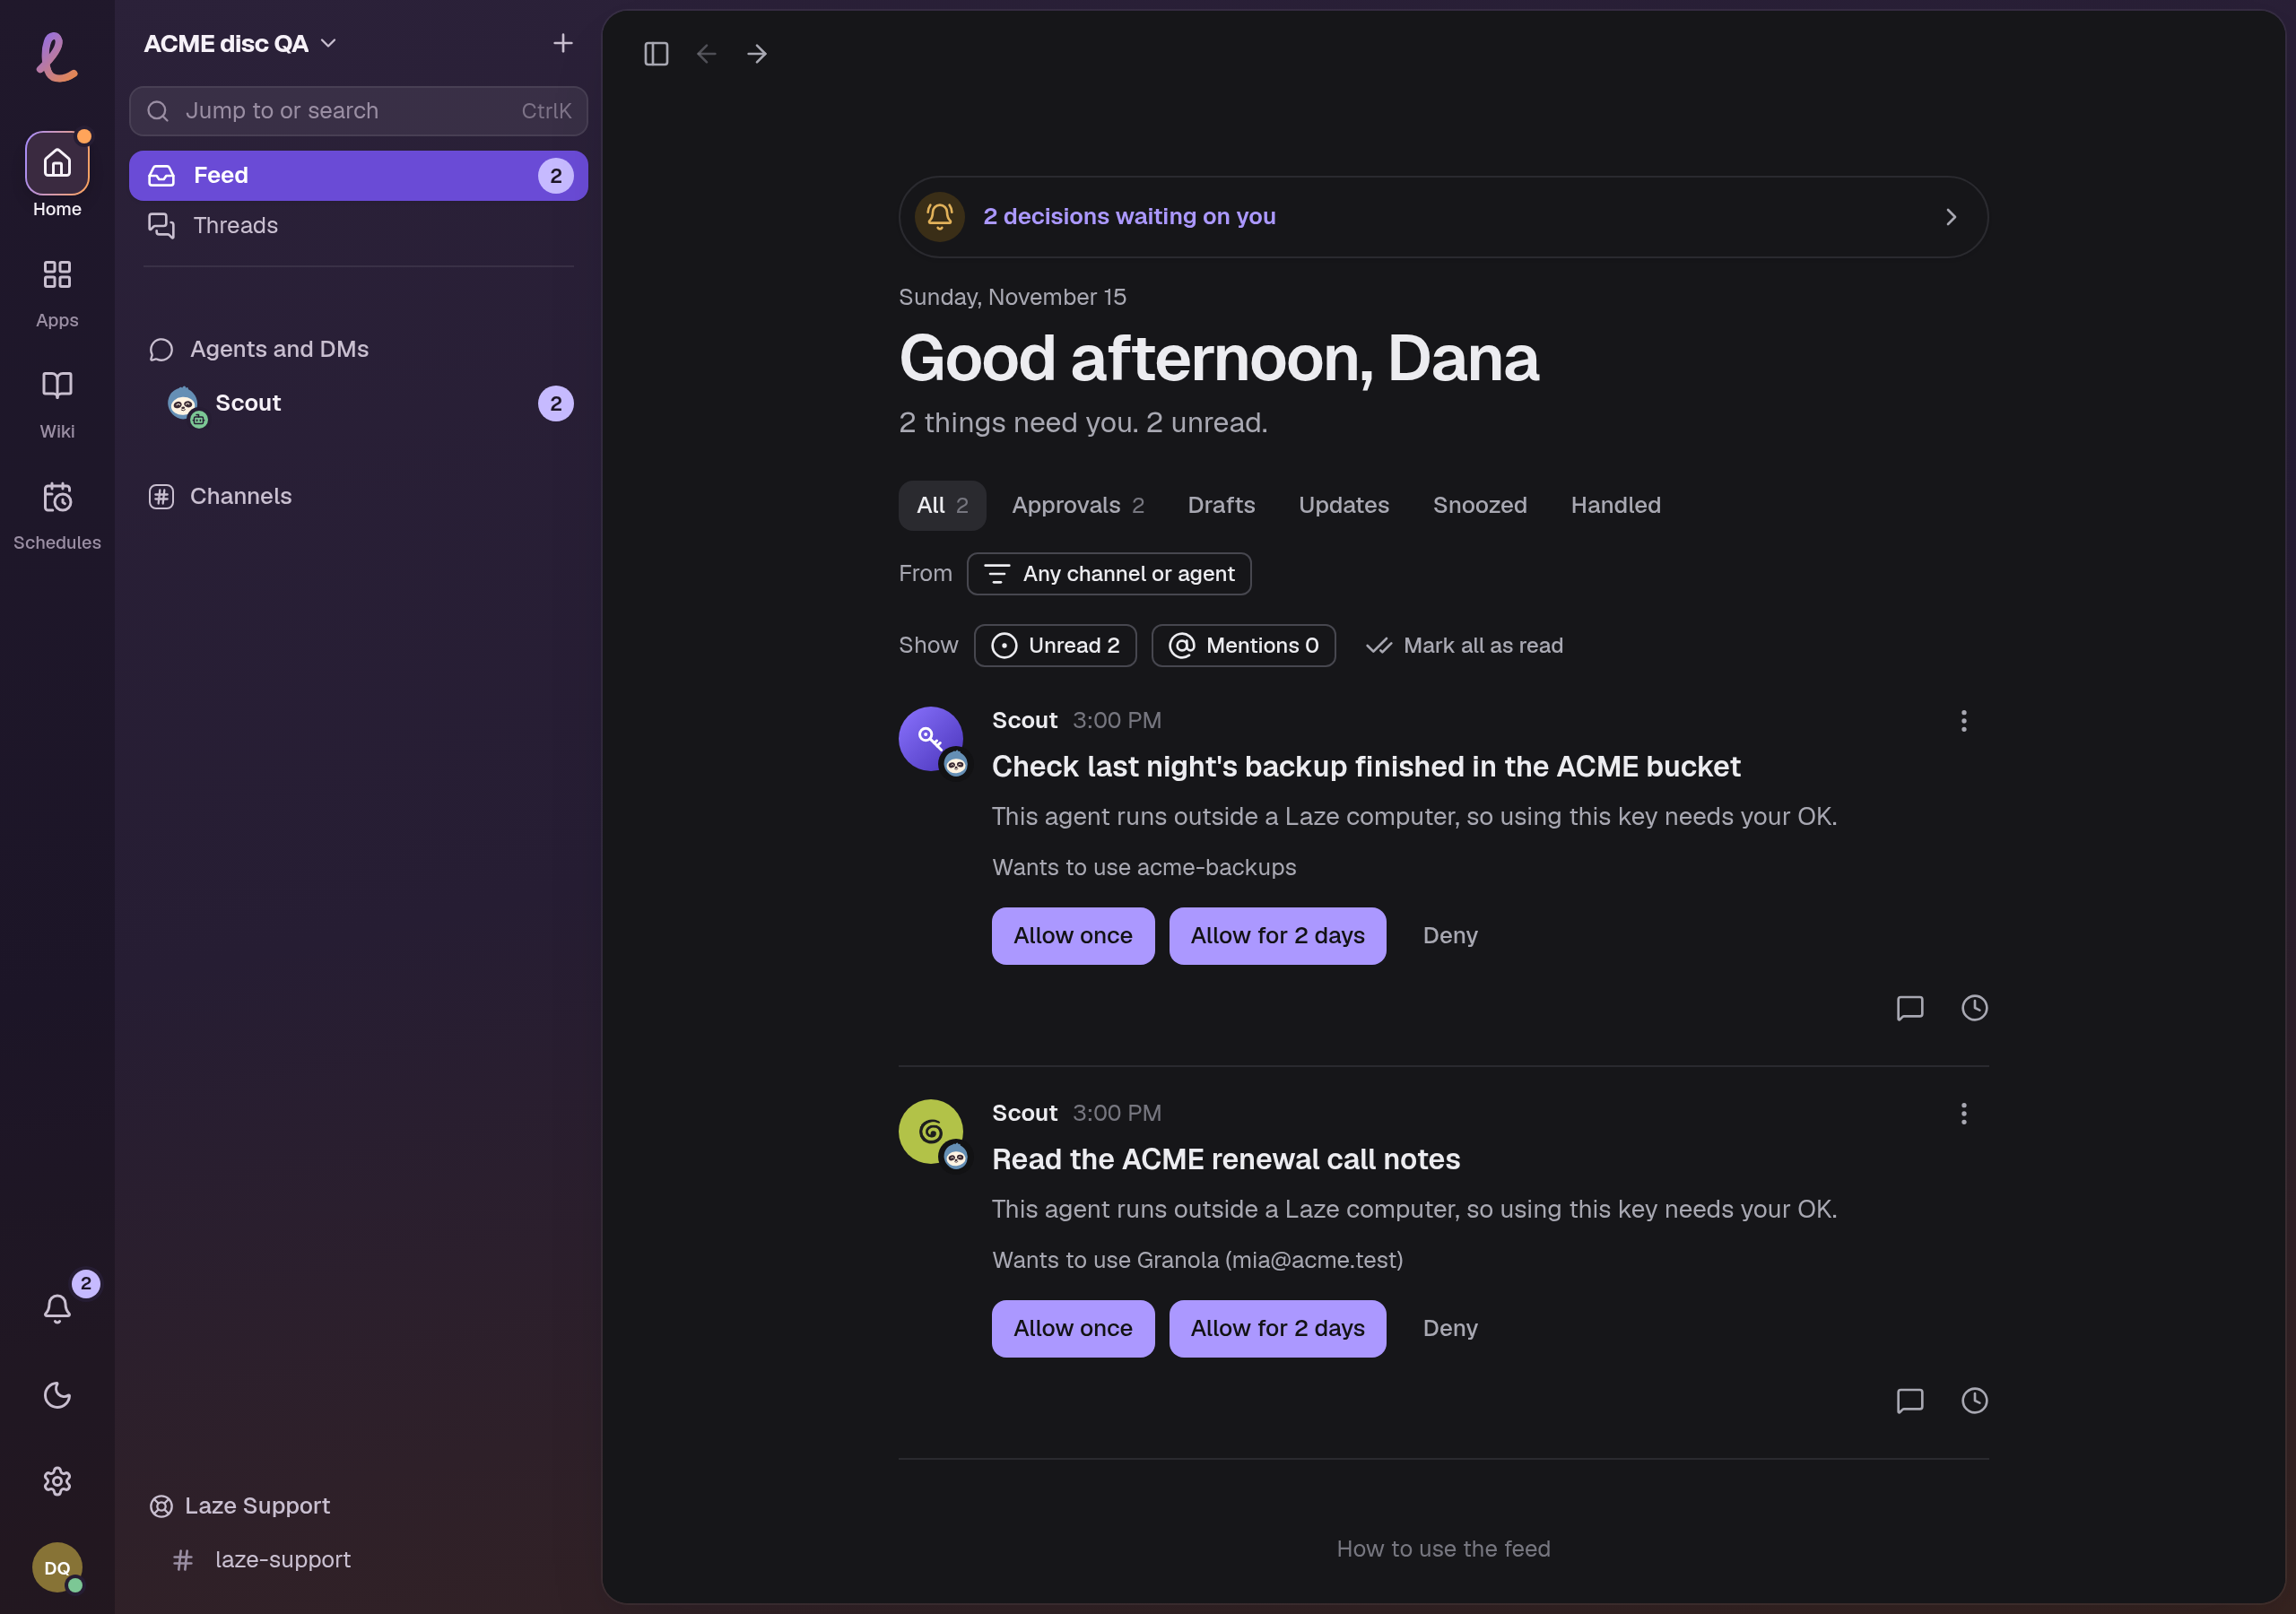 ACME disc QA
Jump to or search CtrlK
Home
Feed 2
Threads
Apps
Wiki
Schedules
Agents and DMs
Scout 2
Channels
2
Laze Support
laze-support
DQ
2 decisions waiting on you
Sunday, November 15
Good afternoon, Dana
2 things need you. 2 unread.
All 2 Approvals 2 Drafts Updates Snoozed Handled
From Any channel or agent
Show Unread 2 Mentions 0 Mark all as read
Scout 3:00 PM
Check last night's backup finished in the ACME bucket
This agent runs outside a Laze computer, so using this key needs your OK.
Wants to use acme-backups
Allow once Allow for 2 days Deny
Scout 3:00 PM
Read the ACME renewal call notes
This agent runs outside a Laze computer, so using this key needs your OK.
Wants to use Granola (mia@acme.test)
Allow once Allow for 2 days Deny
How to use the feed